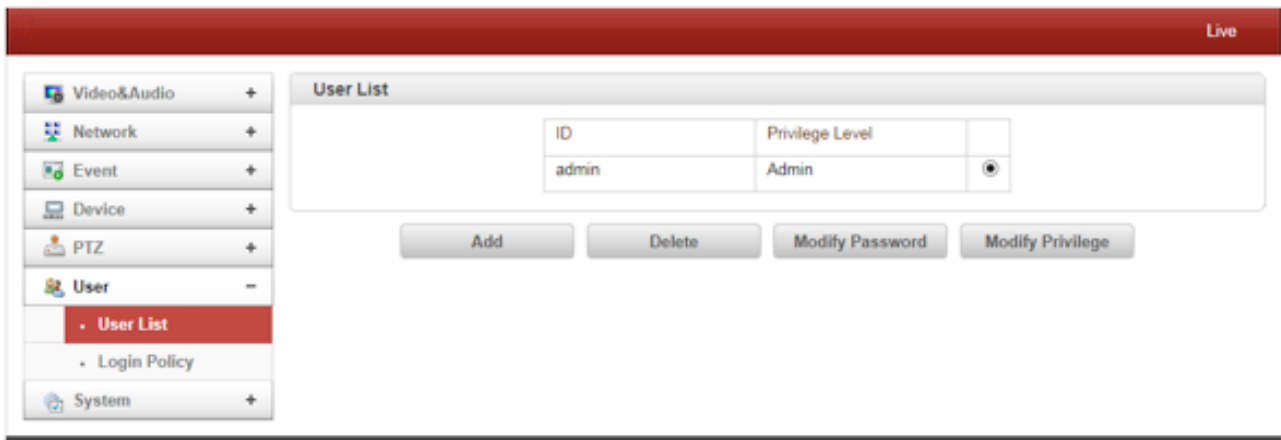 Live
Video&Audio +
Network +
Event +
Device +
PTZ +
User -
User List
Login Policy
System +
User List
ID Privilege Level
admin Admin
Add Delete Modify Password Modify Privilege